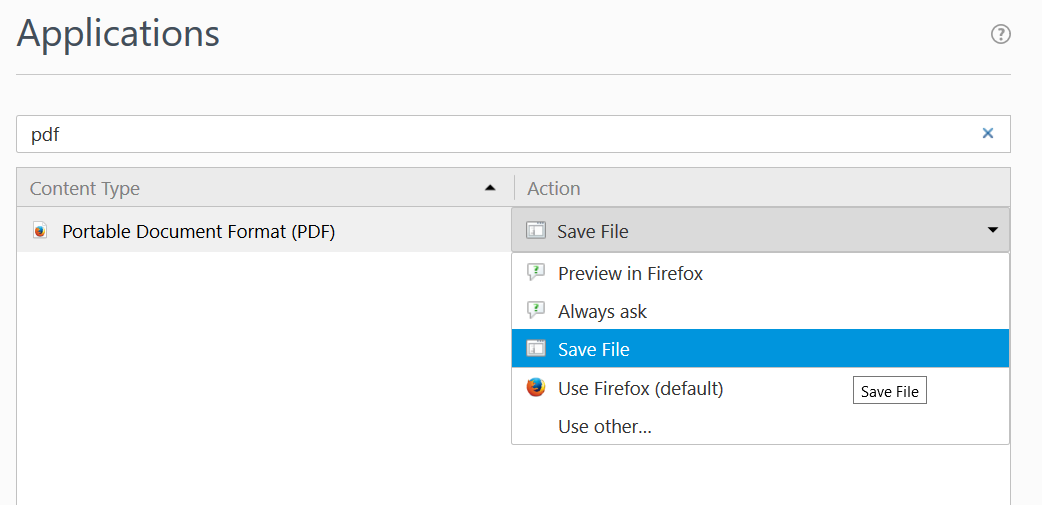 Applications
pdf
Content Type
Action
Portable Document Format (PDF)
Save File
Preview in Firefox
Always ask
Save File
Use Firefox (default)
Save File
Use other...